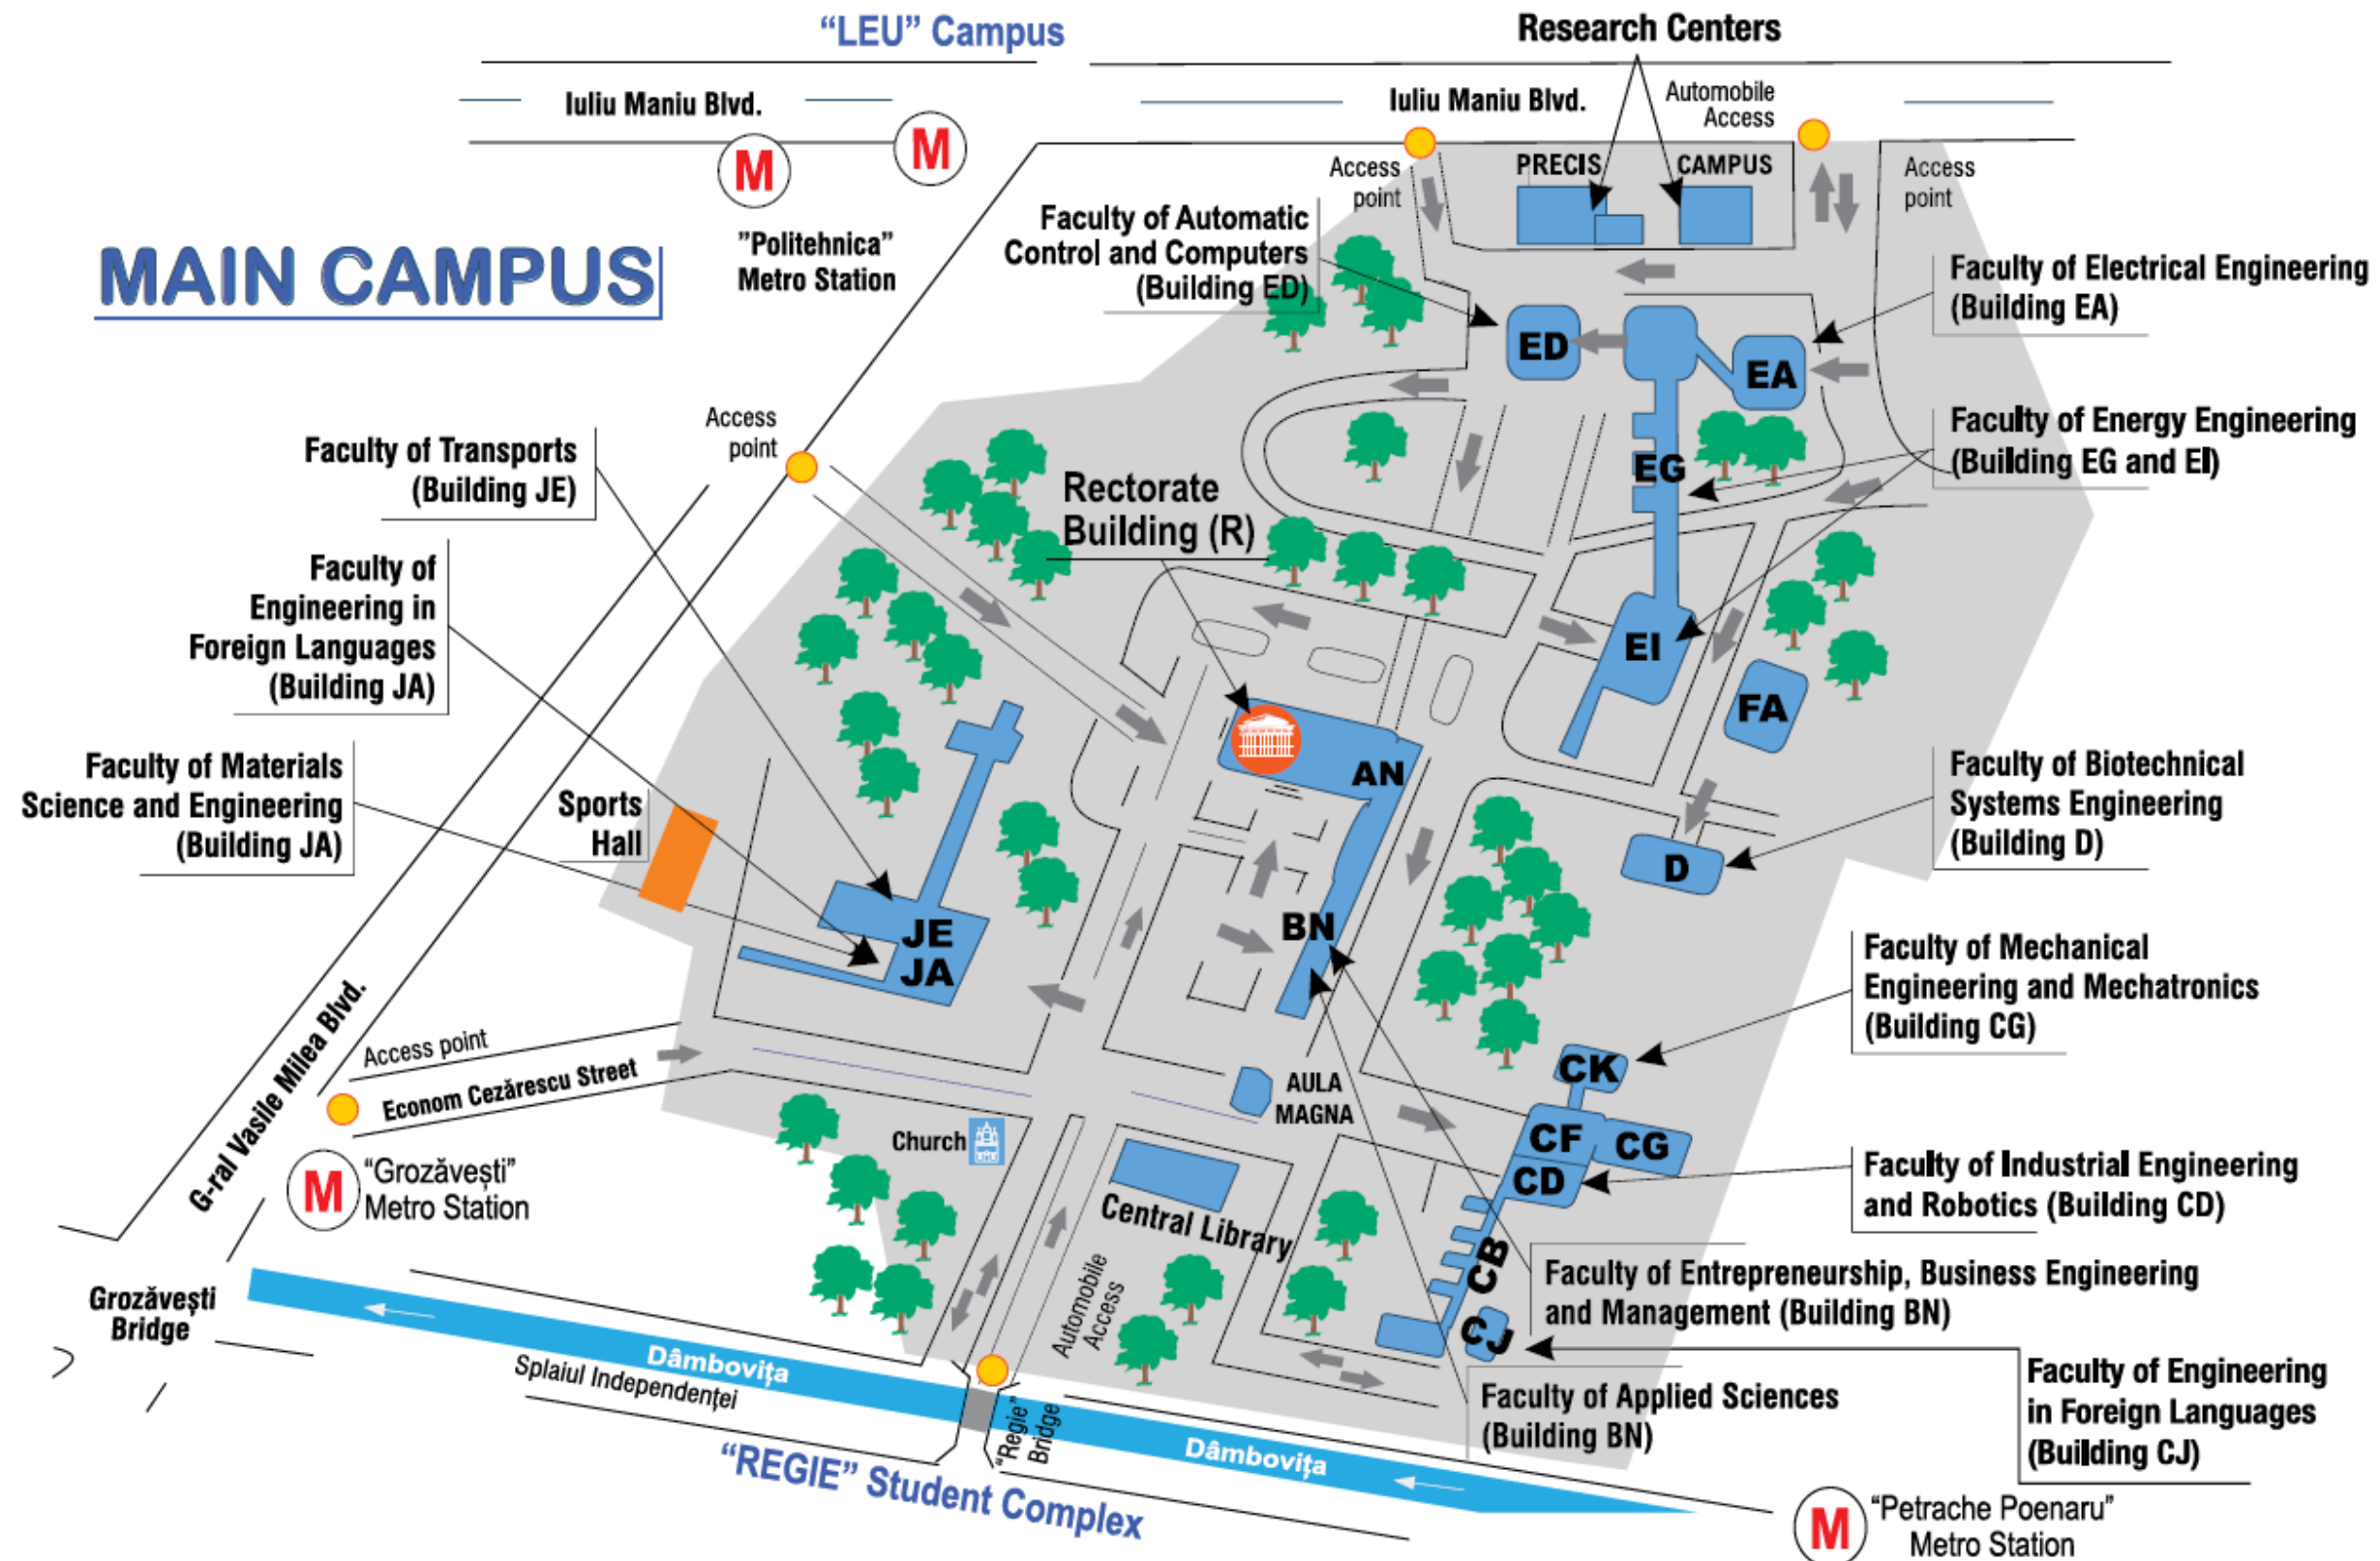 “LEU” Campus
Research Centers
Iuliu Maniu Blvd.
Iuliu Maniu Blvd.
Automobile
Access
M
M
”Politehnica”
Metro Station
MAIN CAMPUS
Access
point
PRECIS
CAMPUS
Access
point
Faculty of Automatic
Control and Computers
(Building ED)
Faculty of Electrical Engineering
(Building EA)
ED
EA
Access
point
Faculty of Transports
(Building JE)
Faculty of Energy Engineering
(Building EG and EI)
EG
Rectorate
Building (R)
Faculty of
Engineering in
Foreign Languages
(Building JA)
EI
FA
AN
Faculty of Materials
Science and Engineering
(Building JA)
Sports
Hall
Faculty of Biotechnical
Systems Engineering
(Building D)
D
JE
JA
BN
Faculty of Mechanical
Engineering and Mechatronics
(Building CG)
G-ral Vasile Milea Blvd.
Access point
Econom Cezărescu Street
AULA
MAGNA
CK
CF
CG
CD
Church
M
“Grozăvești”
Metro Station
Central Library
Faculty of Industrial Engineering
and Robotics (Building CD)
CB
CJ
Automobile
Access
Faculty of Entrepreneurship, Business Engineering
and Management (Building BN)
Grozăvești
Bridge
Dâmbovița
Splaiul Independenței
“Regie”
Bridge
Faculty of Applied Sciences
(Building BN)
Faculty of Engineering
in Foreign Languages
(Building CJ)
Dâmbovița
“REGIE” Student Complex
M
“Petrache Poenaru”
Metro Station